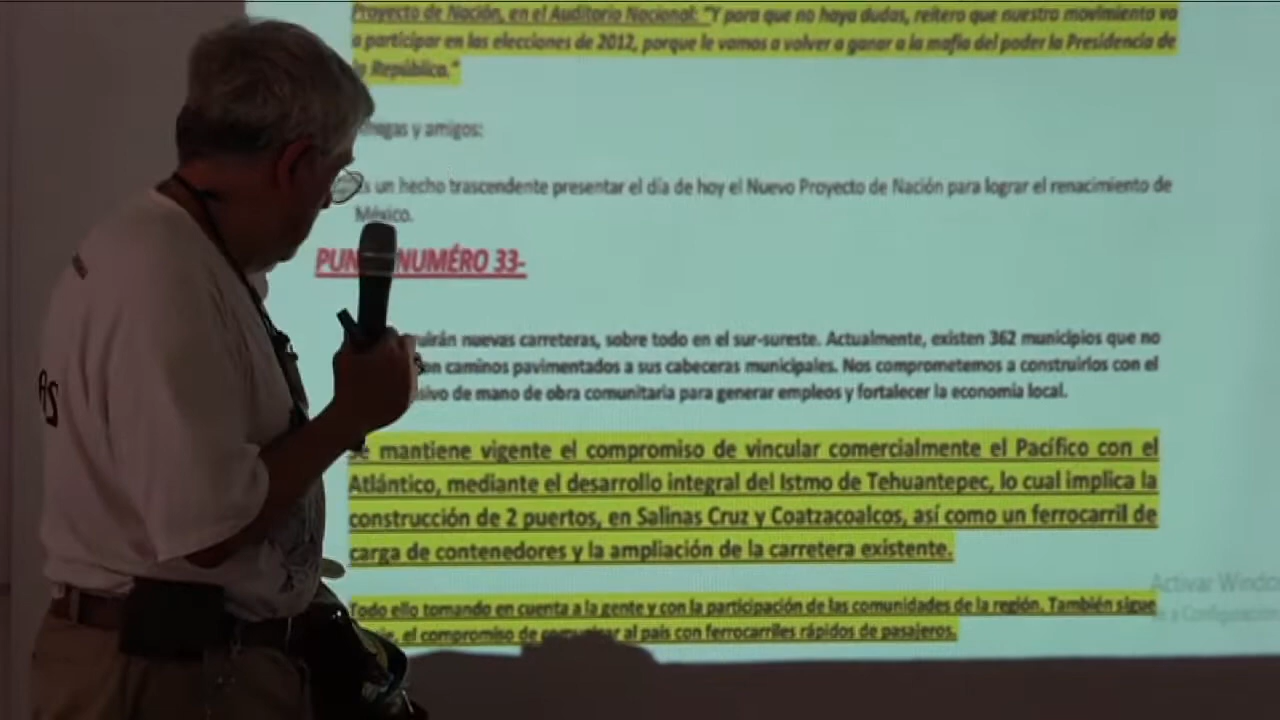 Proyecto de Nación, en el Auditorio Nacional: "Y para que no haya dudas, reitero que nuestro movimiento va
a participar en las elecciones de 2012, porque le vamos a volver a ganar a la mafia del poder la Presidencia de
la República."
y amigos:
un hecho trascendente presentar el día de hoy el Nuevo Proyecto de Nación para lograr el renacimiento de
México.
NUMÉRO 33-
nuevas carreteras, sobre todo en el sur-sureste. Actualmente, existen 362 municipios que no
caminos pavimentados a sus cabeceras municipales. Nos comprometemos a construirlos con el
de mano de obra comunitaria para generar empleos y fortalecer la economía local.
Se mantiene vigente el compromiso de vincular comercialmente el Pacífico con el
Atlántico, mediante el desarrollo integral del Istmo de Tehuantepec, lo cual implica la
construcción de 2 puertos, en Salinas Cruz y Coatzacoalcos, así como un ferrocarril de
carga de contenedores y la ampliación de la carretera existente.
Todo ello tomando en cuenta a la gente y con la participación de las comunidades de la región. También sigue
el compromiso de comunicar al país con ferrocarriles rápidos de pasajeros.
Activar